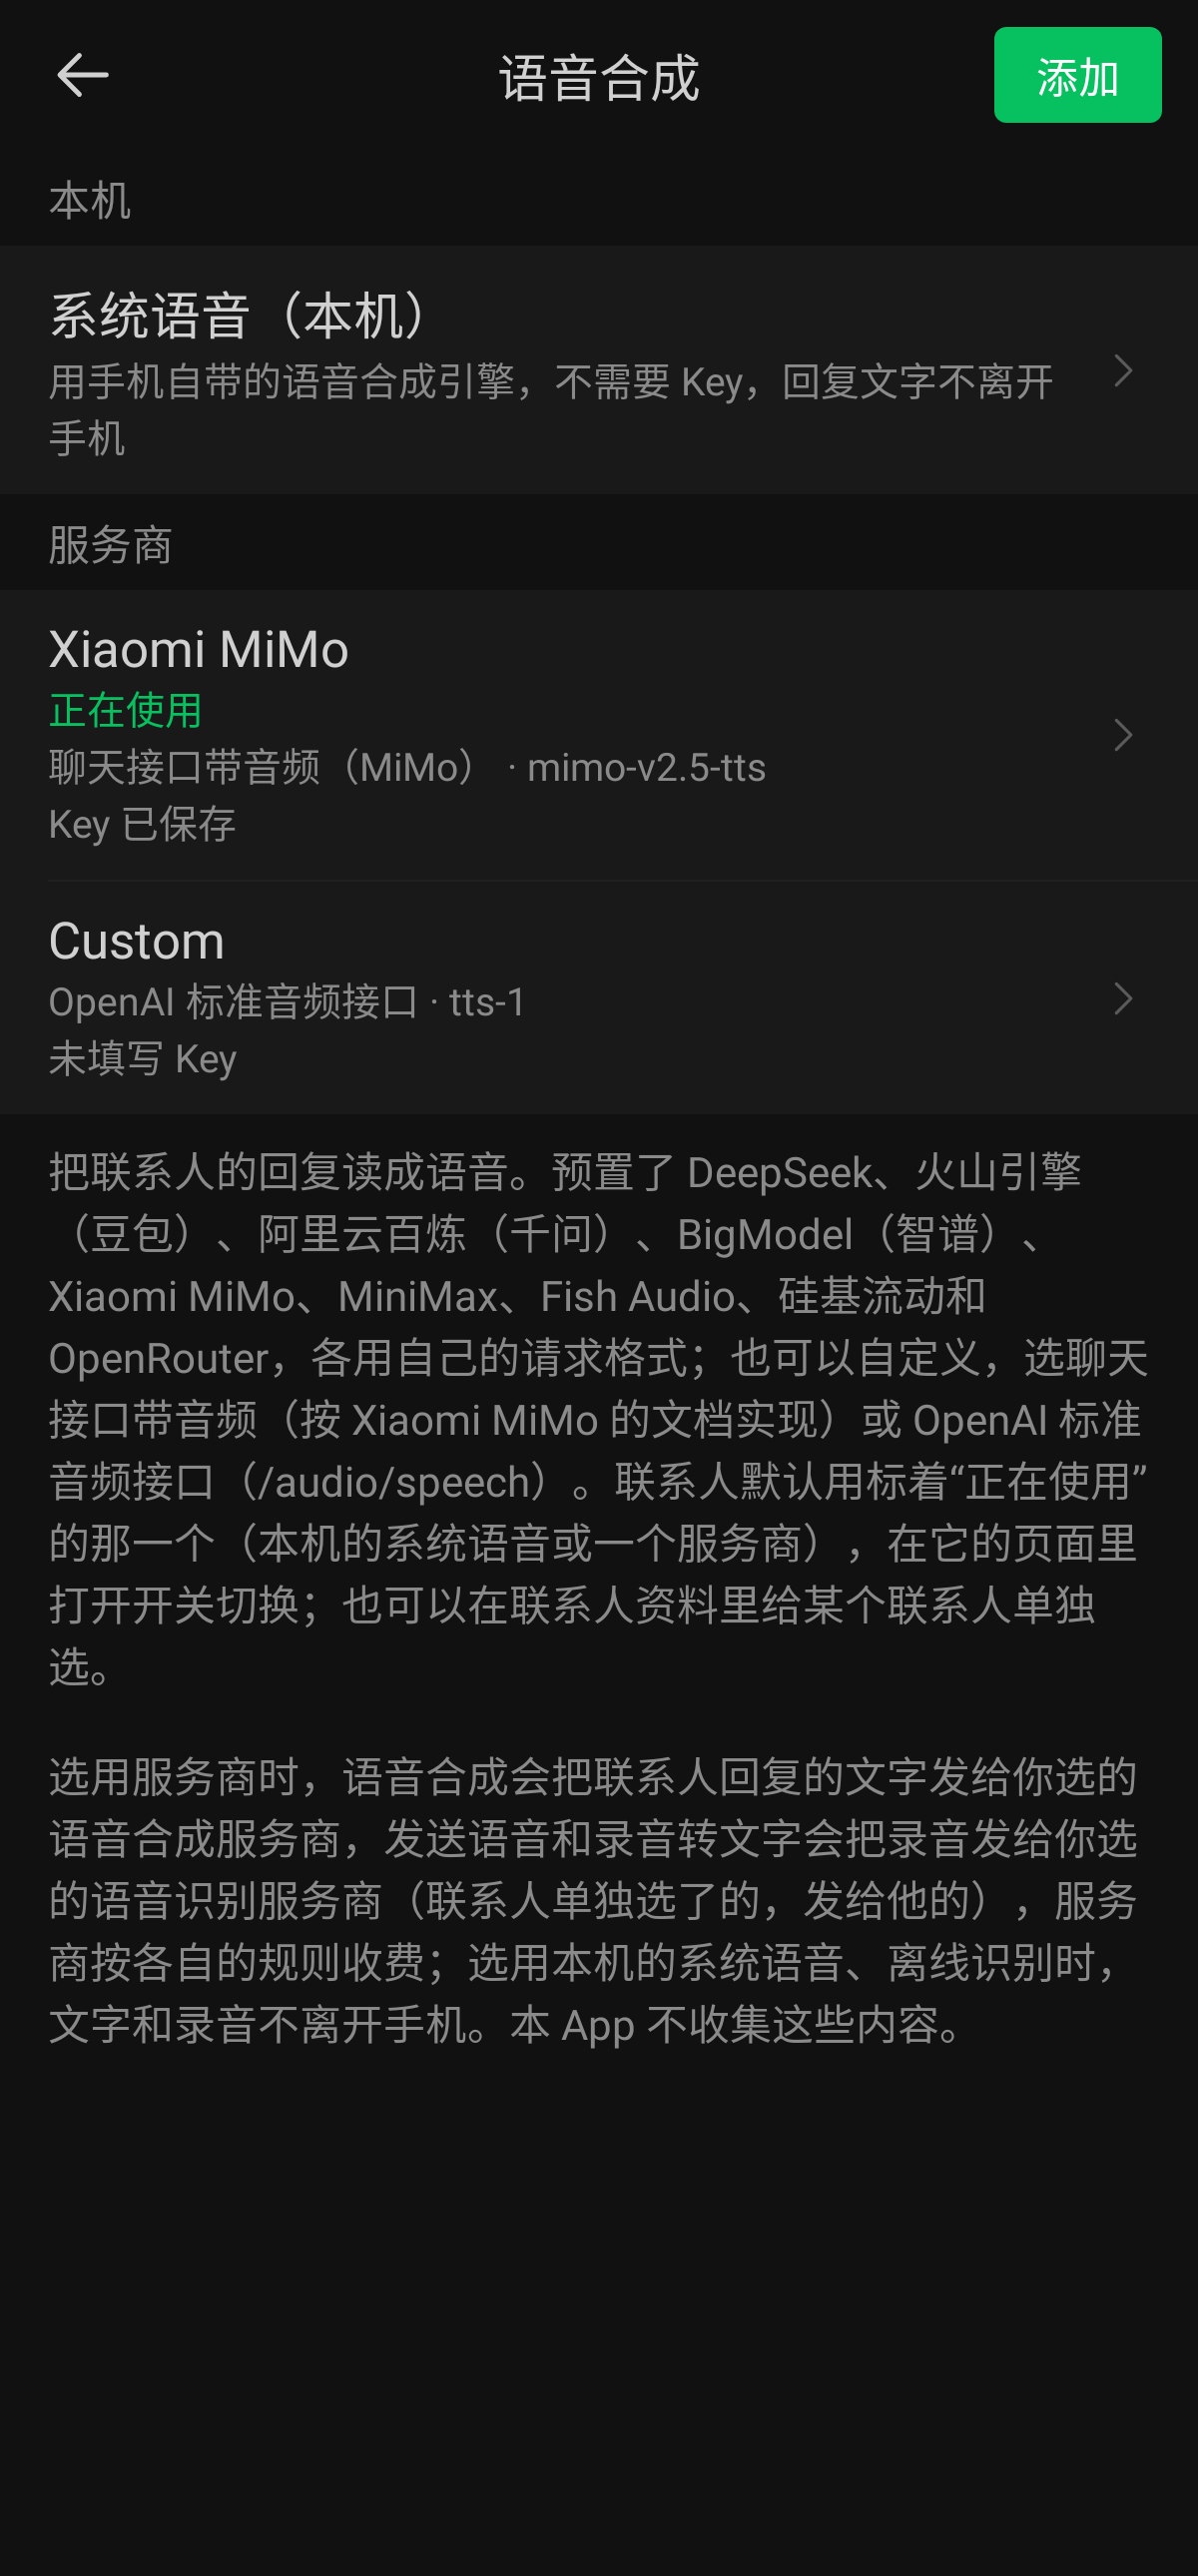 语音合成
添加
本机
系统语音（本机）
用手机自带的语音合成引擎，不需要 Key，回复文字不离开
手机
服务商
Xiaomi MiMo
正在使用
聊天接口带音频（MiMo） · mimo-v2.5-tts
Key 已保存
Custom
OpenAI 标准音频接口 · tts-1
未填写 Key
把联系人的回复读成语音。预置了 DeepSeek、火山引擎
（豆包）、阿里云百炼（千问）、BigModel（智谱）、
Xiaomi MiMo、MiniMax、Fish Audio、硅基流动和
OpenRouter，各用自己的请求格式；也可以自定义，选聊天
接口带音频（按 Xiaomi MiMo 的文档实现）或 OpenAI 标准
音频接口（/audio/speech）。联系人默认用标着“正在使用”
的那一个（本机的系统语音或一个服务商），在它的页面里
打开开关切换；也可以在联系人资料里给某个联系人单独
选。
选用服务商时，语音合成会把联系人回复的文字发给你选的
语音合成服务商，发送语音和录音转文字会把录音发给你选
的语音识别服务商（联系人单独选了的，发给他的），服务
商按各自的规则收费；选用本机的系统语音、离线识别时，
文字和录音不离开手机。本 App 不收集这些内容。